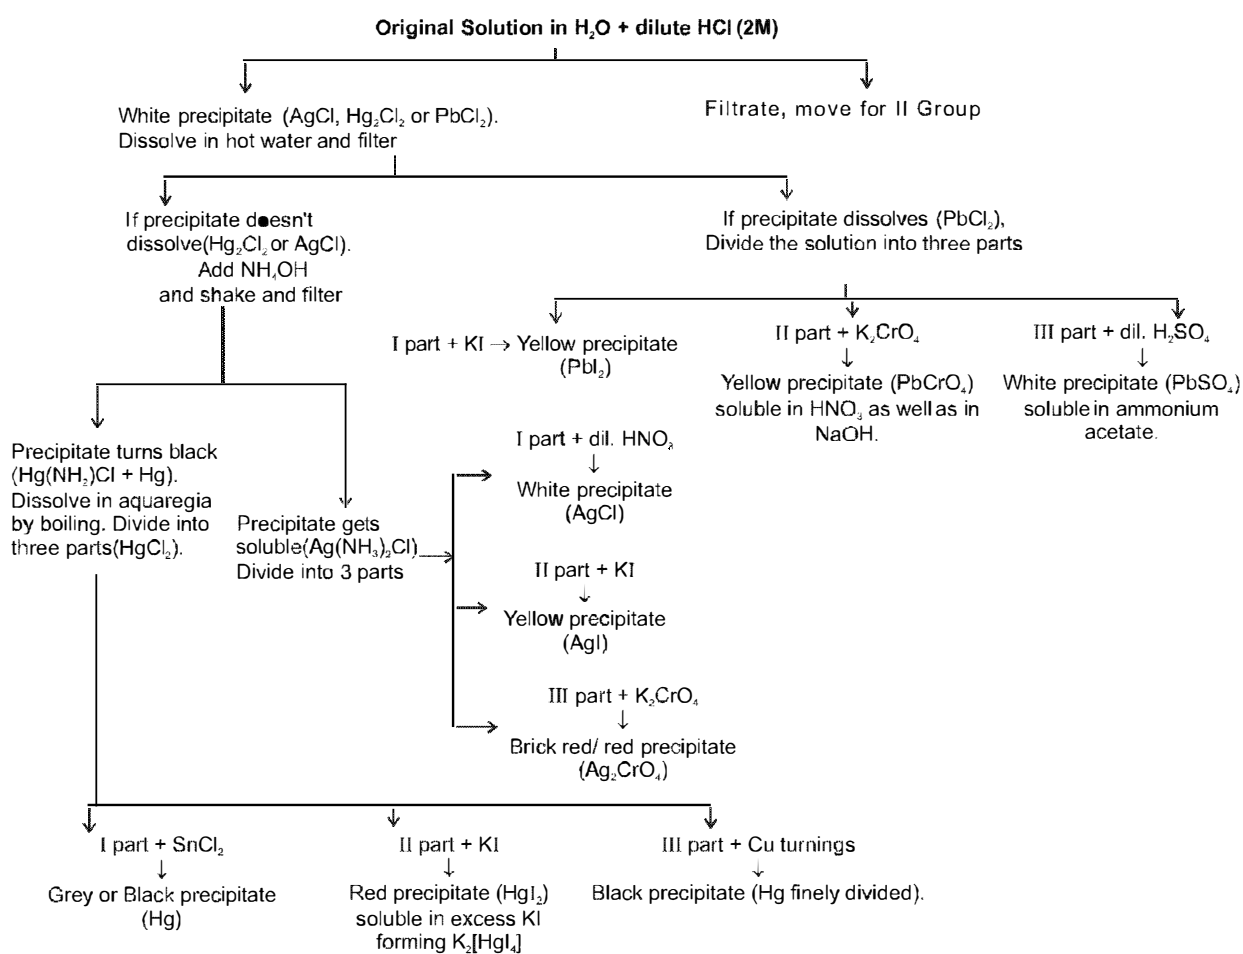 Original Solution in H₂O + dilute HCl (2M)
White precipitate (AgCl, Hg₂Cl₂ or PbCl₂).
Dissolve in hot water and filter
Filtrate, move for II Group
If precipitate doesn't
dissolve(Hg₂Cl₂ or AgCl).
Add NH₄OH
and shake and filter
If precipitate dissolves (PbCl₂),
Divide the solution into three parts
I part + KI → Yellow precipitate
(PbI₂)
II part + K₂CrO₄
↓
Yellow precipitate (PbCrO₄)
soluble in HNO₃ as well as in
NaOH.
III part + dil. H₂SO₄
↓
White precipitate (PbSO₄)
soluble in ammonium
acetate.
Precipitate turns black
(Hg(NH₂)Cl + Hg).
Dissolve in aquaregia
by boiling. Divide into
three parts(HgCl₂).
Precipitate gets
soluble(Ag(NH₃)₂Cl)
Divide into 3 parts
I part + dil. HNO₃
↓
White precipitate
(AgCl)
II part + KI
↓
Yellow precipitate
(AgI)
III part + K₂CrO₄
↓
Brick red/ red precipitate
(Ag₂CrO₄)
I part + SnCl₂
↓
Grey or Black precipitate
(Hg)
II part + KI
↓
Red precipitate (HgI₂)
soluble in excess KI
forming K₂[HgI₄]
III part + Cu turnings
↓
Black precipitate (Hg finely divided).